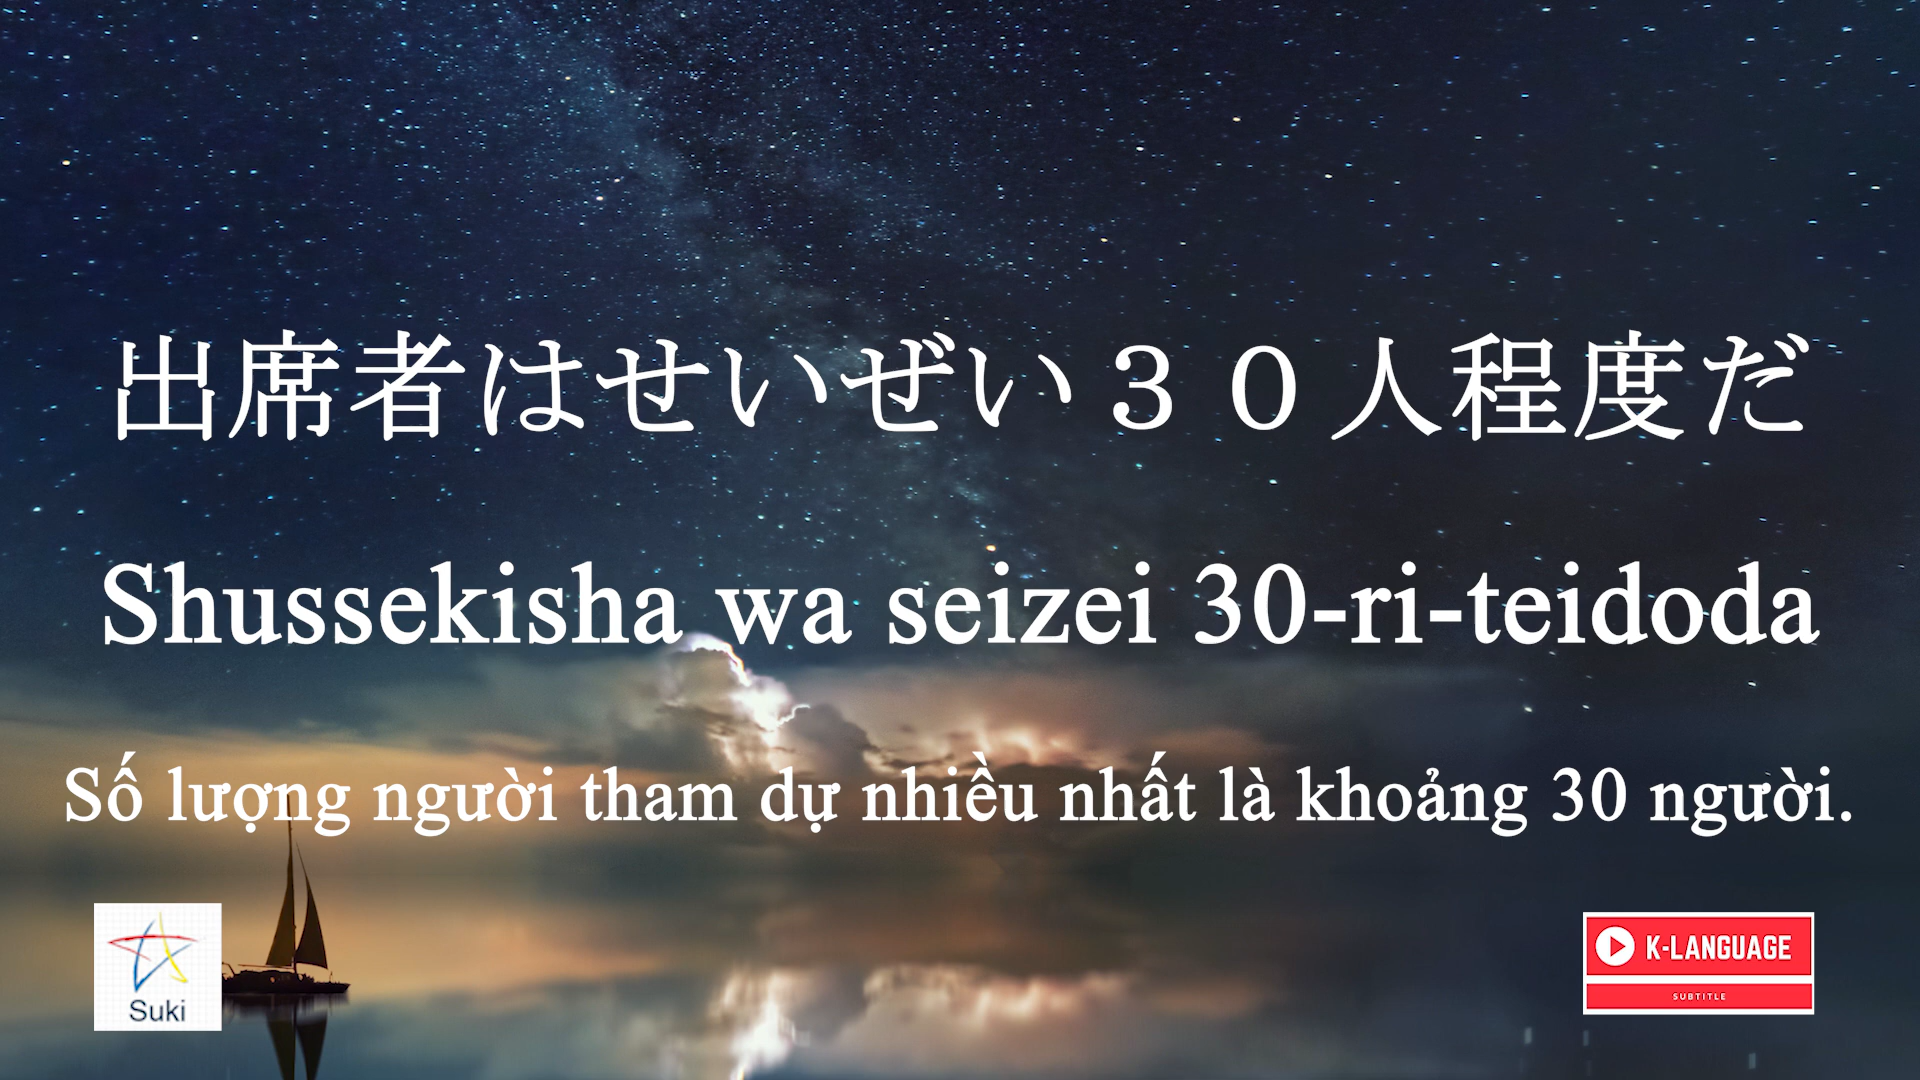 出席者はせいぜい３０人程度だ
Shussekisha wa seizei 30-ri-teidoda
Số lượng người tham dự nhiều nhất là khoảng 30 người.
Suki
K-LANGUAGE
SUBTITLE